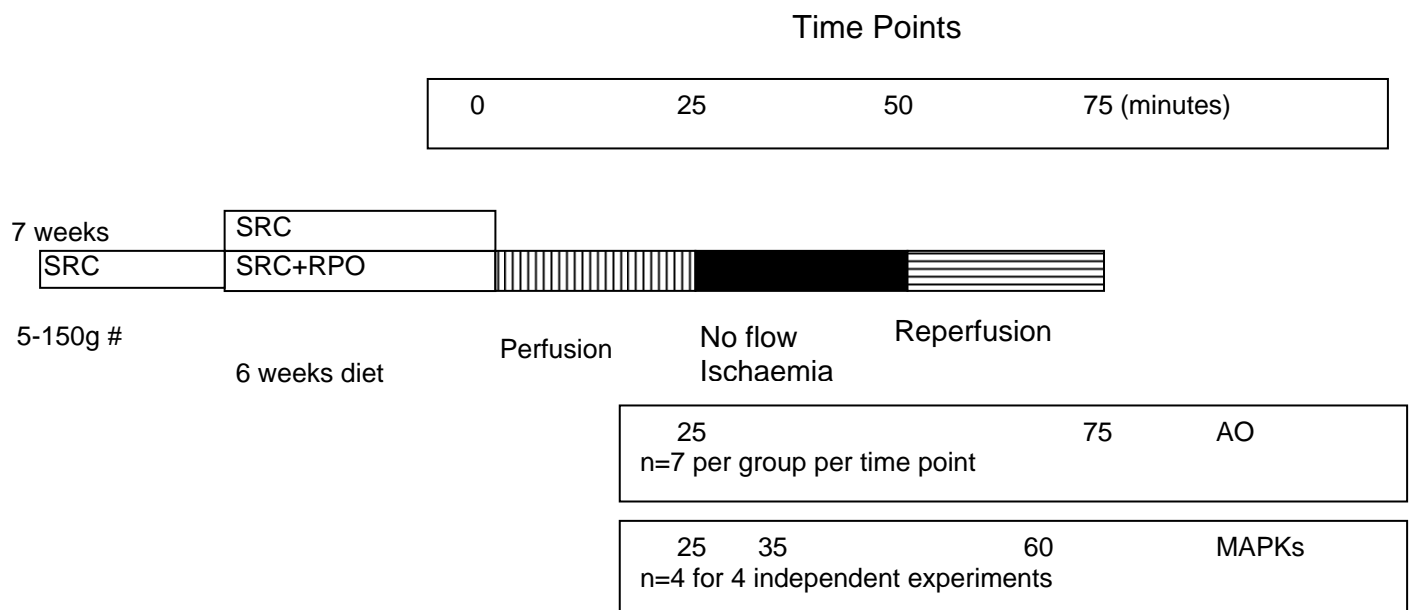 Time Points
0 25 50 75 (minutes)
7 weeks
SRC
SRC SRC+RPO
5-150g #
6 weeks diet
Perfusion
No flow
Ischaemia
Reperfusion
25 75 AO
n=7 per group per time point
25 35 60 MAPKs
n=4 for 4 independent experiments